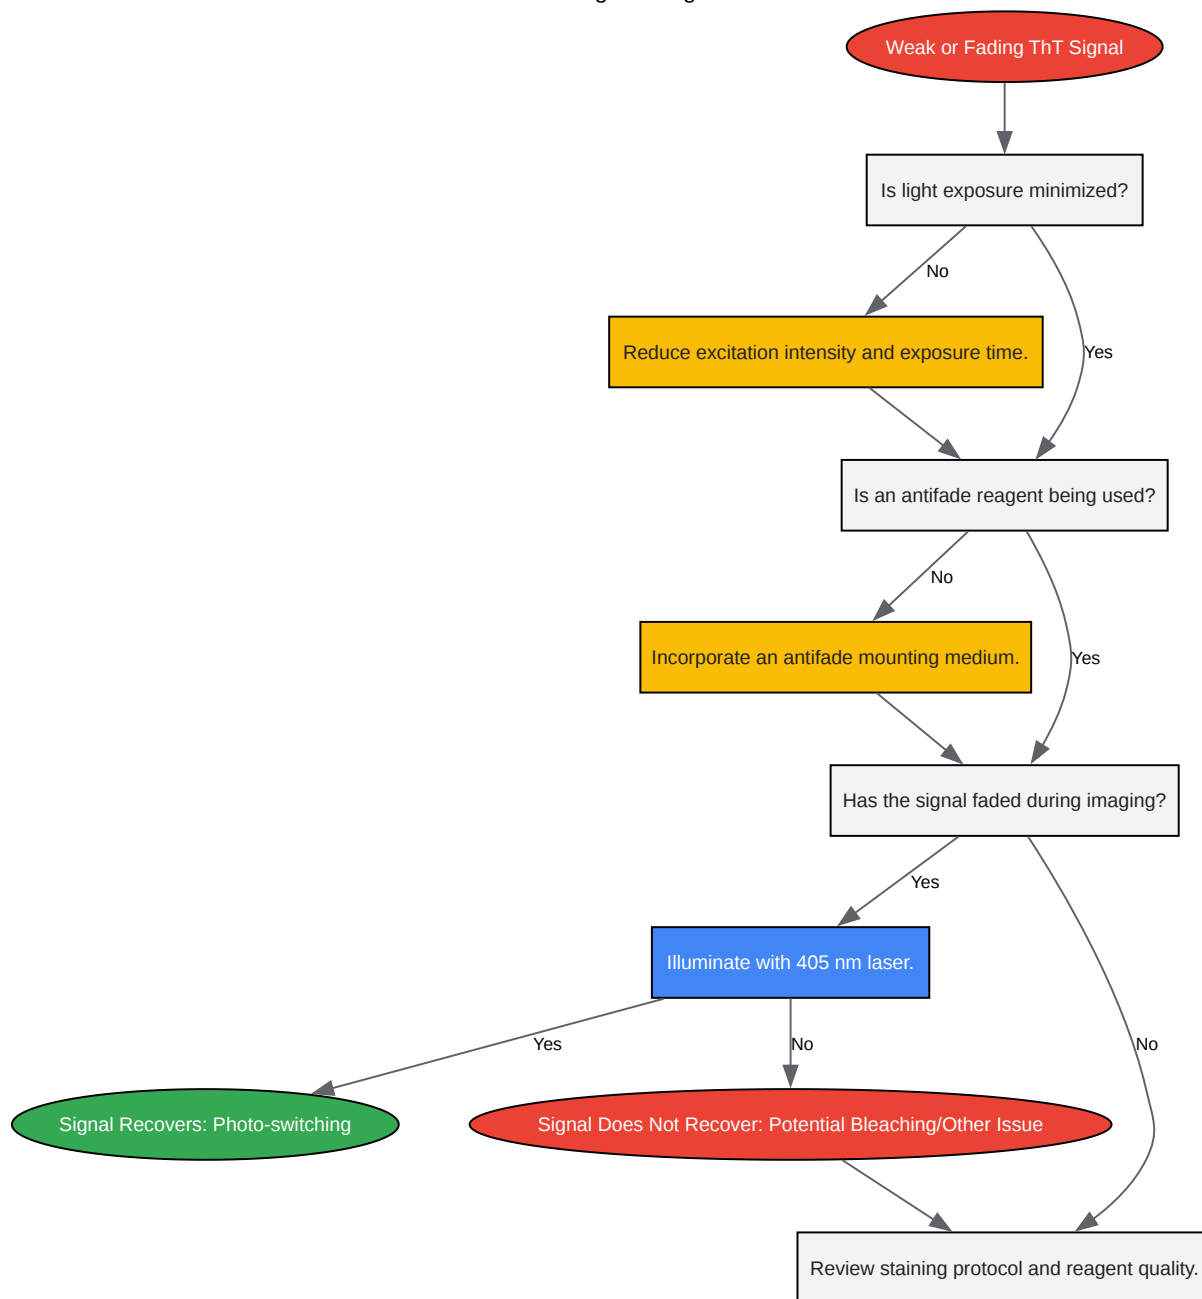 Weak or Fading ThT Signal
Is light exposure minimized?
No
Reduce excitation intensity and exposure time.
Yes
Is an antifade reagent being used?
No
Incorporate an antifade mounting medium.
Yes
Has the signal faded during imaging?
Yes
Illuminate with 405 nm laser.
Yes
No
No
Signal Recovers: Photo-switching
Signal Does Not Recover: Potential Bleaching/Other Issue
Review staining protocol and reagent quality.